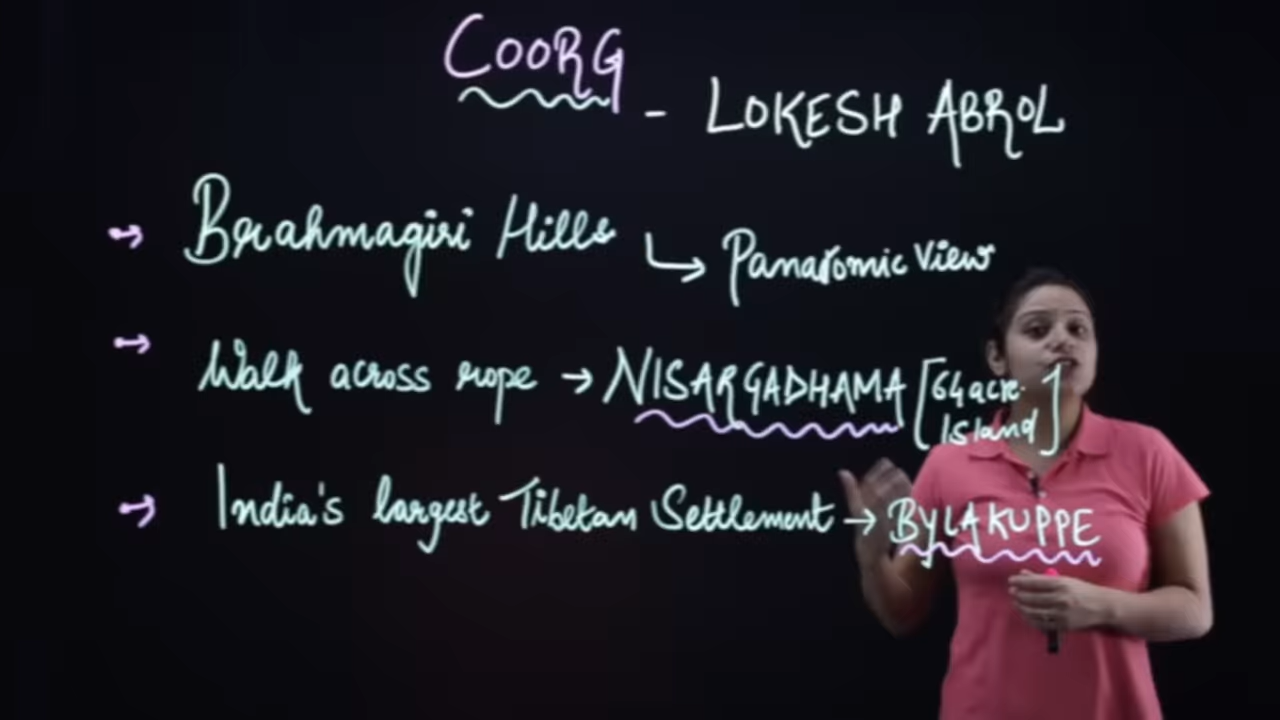 COORG
- LOKESH ABROL
→ Brahmagiri Hills
↳ Panaromic View
→ Walk across rope → NISARGADHAMA [64 acre Island]
→ India's largest Tibetan Settlement → BYLAKUPPE